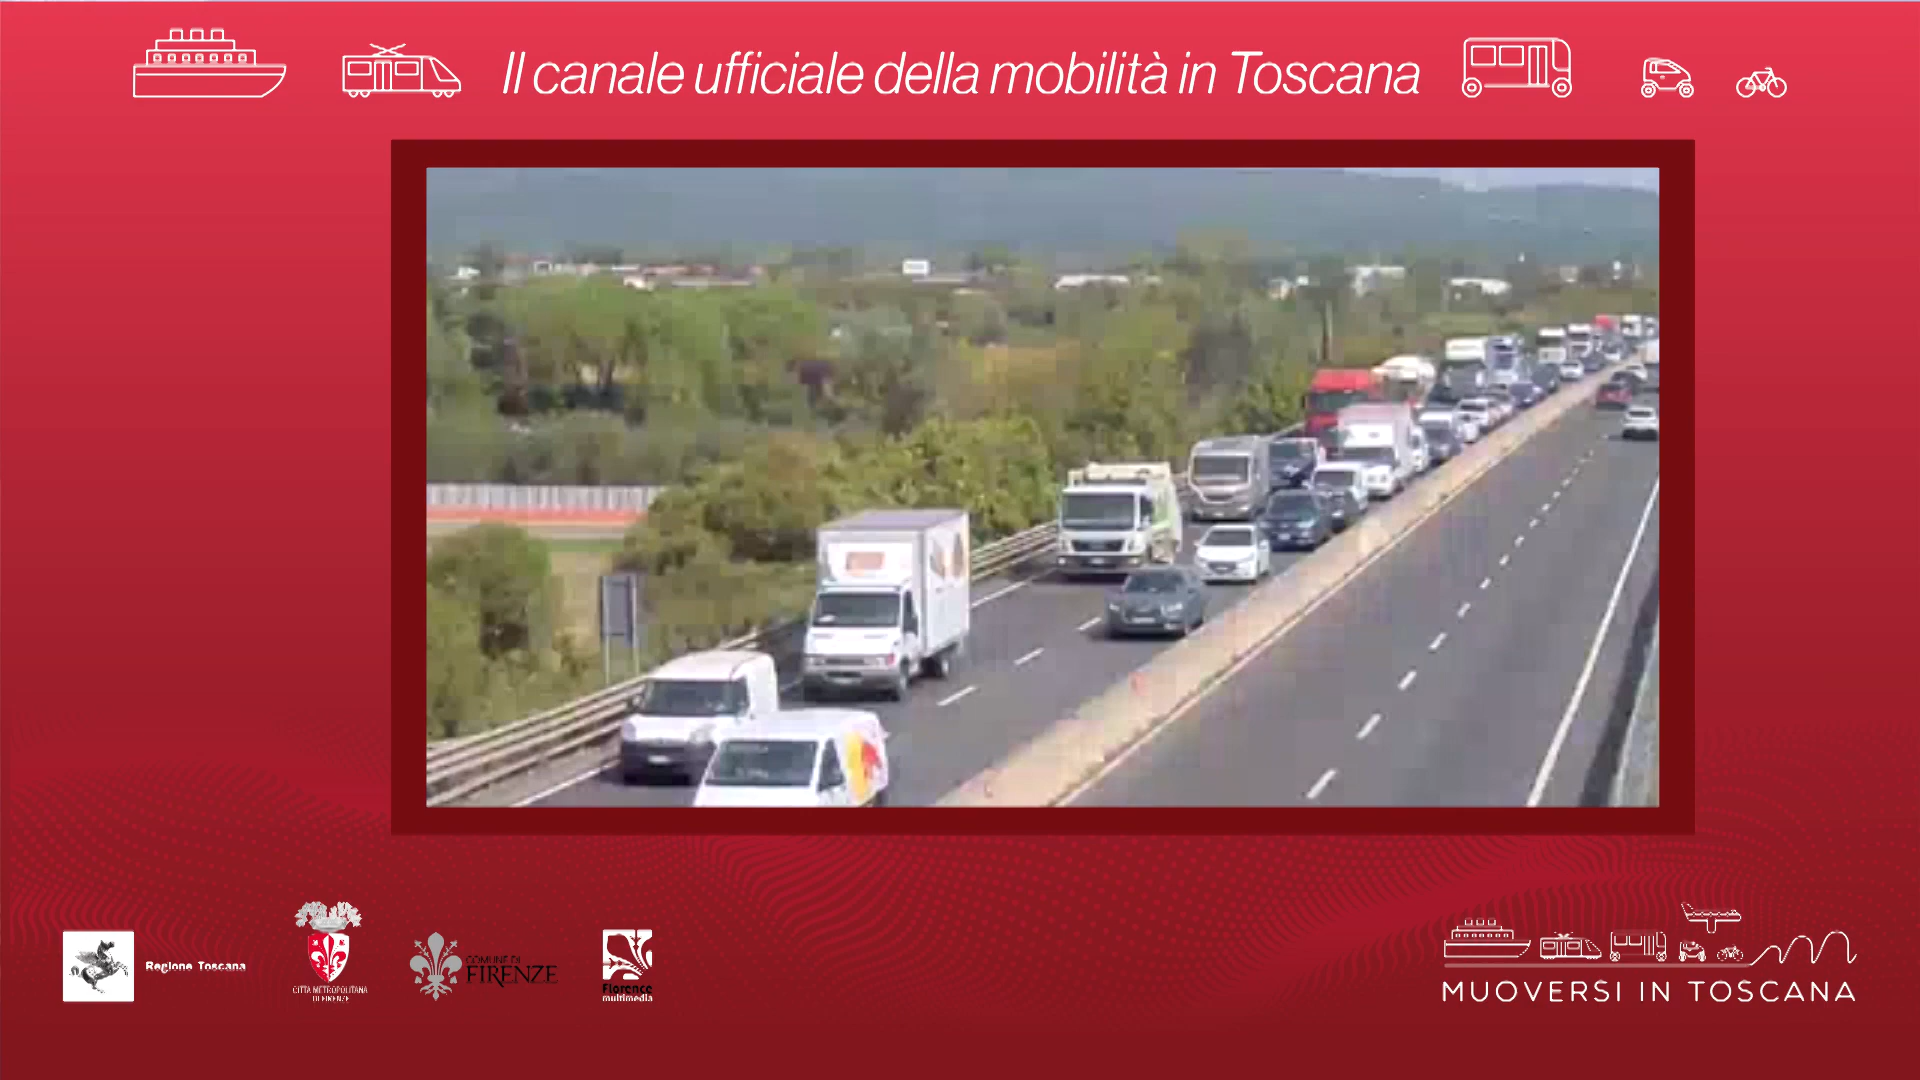 Il canale ufficiale della mobilità in Toscana
Regione Toscana
CITTÀ METROPOLITANA
DI FIRENZE
COMUNE DI
FIRENZE
Florence
multimedia
MUOVERSI IN TOSCANA